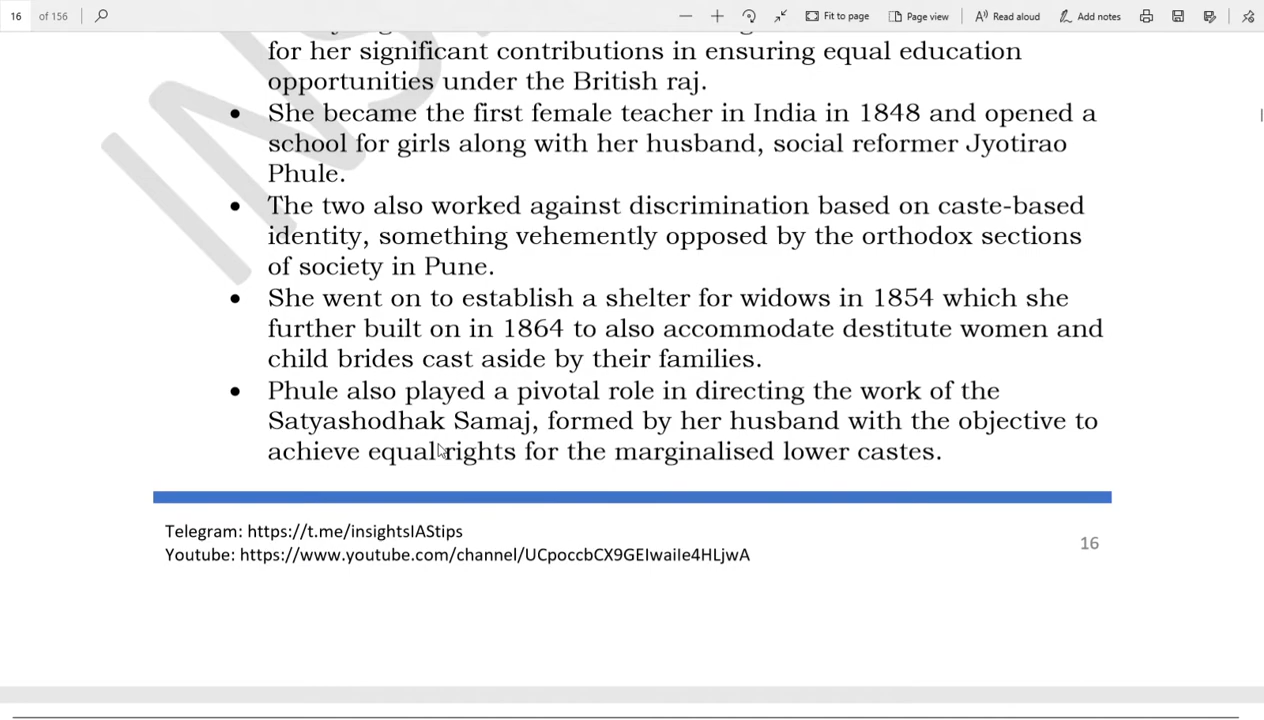 16 of 156 Fit to page Page view Read aloud Add notes
for her significant contributions in ensuring equal education
opportunities under the British raj.
• She became the first female teacher in India in 1848 and opened a
school for girls along with her husband, social reformer Jyotirao
Phule.
• The two also worked against discrimination based on caste-based
identity, something vehemently opposed by the orthodox sections
of society in Pune.
• She went on to establish a shelter for widows in 1854 which she
further built on in 1864 to also accommodate destitute women and
child brides cast aside by their families.
• Phule also played a pivotal role in directing the work of the
Satyashodhak Samaj, formed by her husband with the objective to
achieve equal rights for the marginalised lower castes.
Telegram: https://t.me/insightsIAStips
Youtube: https://www.youtube.com/channel/UCpoccbCX9GEIwaiIe4HLjwA
16